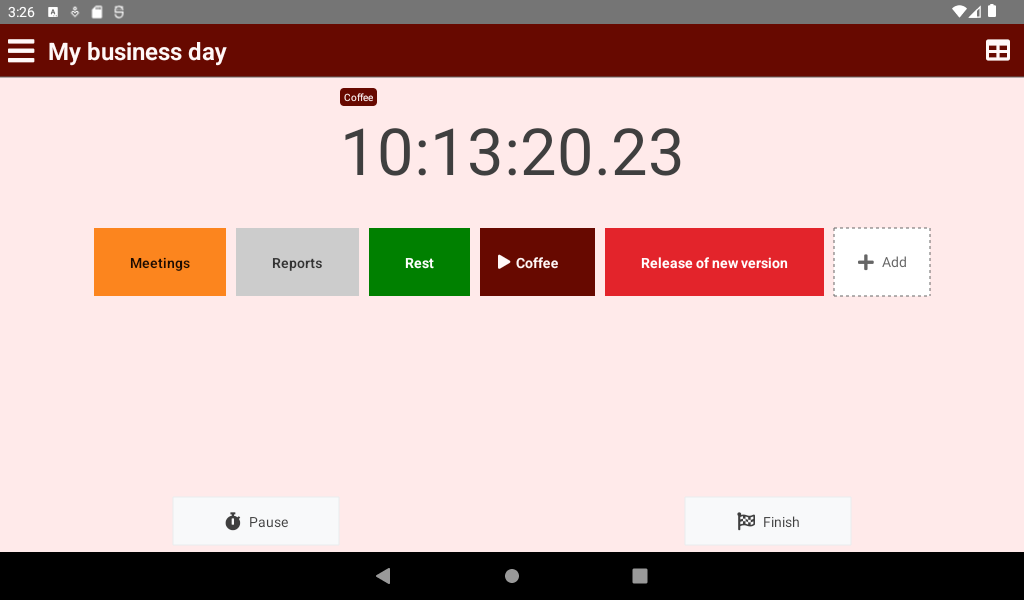 3:26
My business day
Coffee
10:13:20.23
Meetings
Reports
Rest
Coffee
Release of new version
Add
Pause
Finish